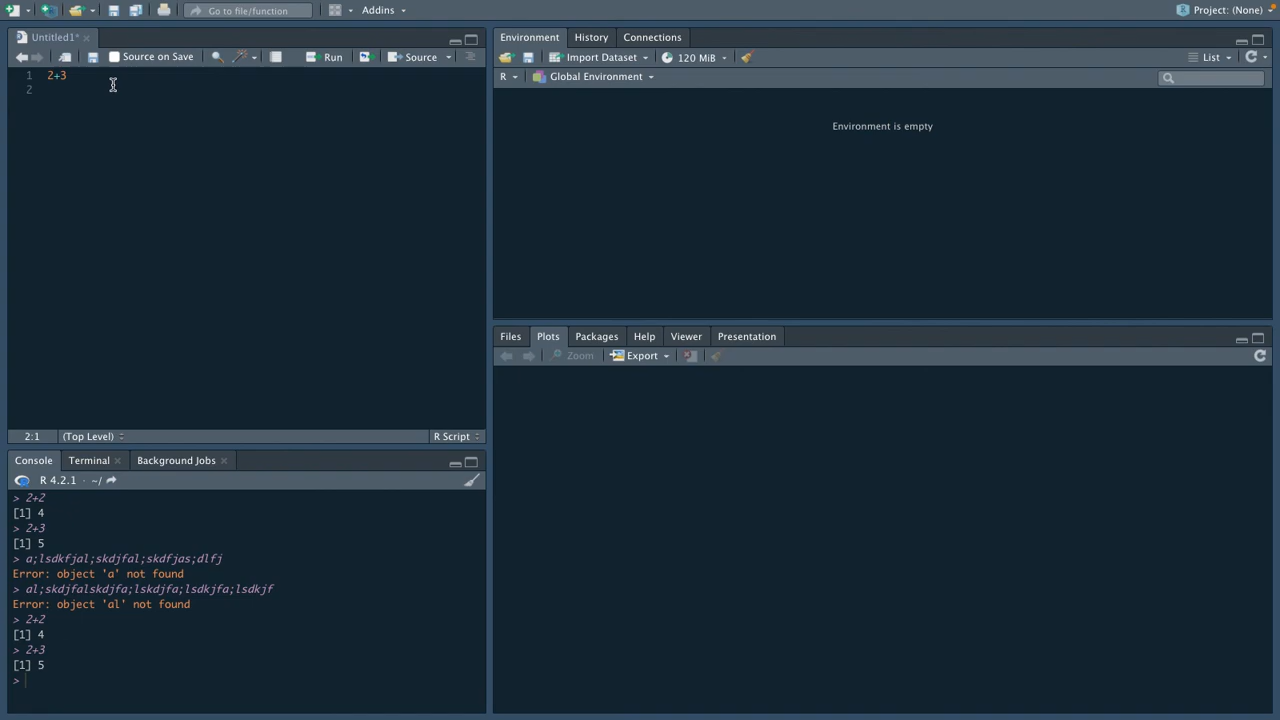 Go to file/function
Addins
Project: (None)
Untitled1*
Source on Save
Run
Source
1 2+3
2
2:1 (Top Level) R Script
Console Terminal Background Jobs
R 4.2.1 · ~/
> 2+2
[1] 4
> 2+3
[1] 5
> a;lsdkfjal;skdjfal;skdfjas;dlfj
Error: object 'a' not found
> al;skdjfalskdjfa;lskdjfa;lsdkjfa;lsdkjf
Error: object 'al' not found
> 2+2
[1] 4
> 2+3
[1] 5
>
Environment History Connections
Import Dataset 120 MiB List
R Global Environment
Environment is empty
Files Plots Packages Help Viewer Presentation
Zoom Export